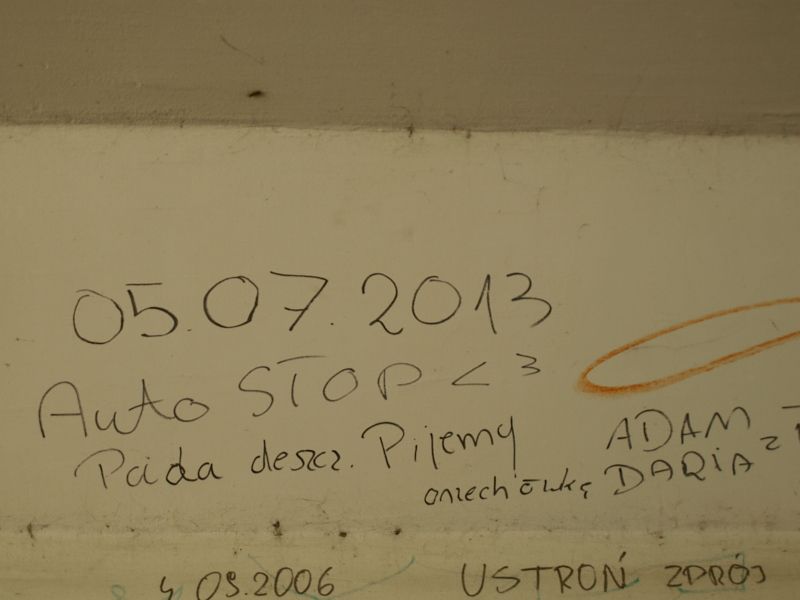 05.07.2013
Auto STOP <3
Pada deszcz. Pijemy
orzechówkę
ADAM z
DARIA
4 09.2006 USTROŃ ZDRÓJ